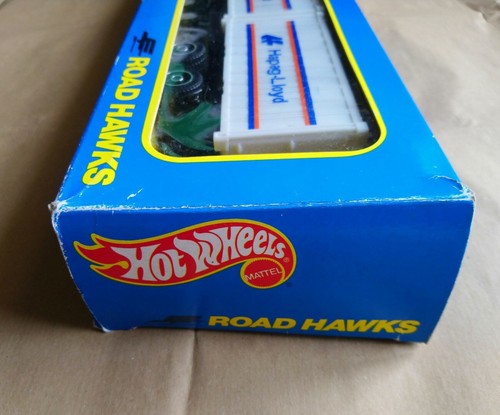 ROAD HAWKS
Hapag-Lloyd
HOT WHEELS
MATTEL
ROAD HAWKS